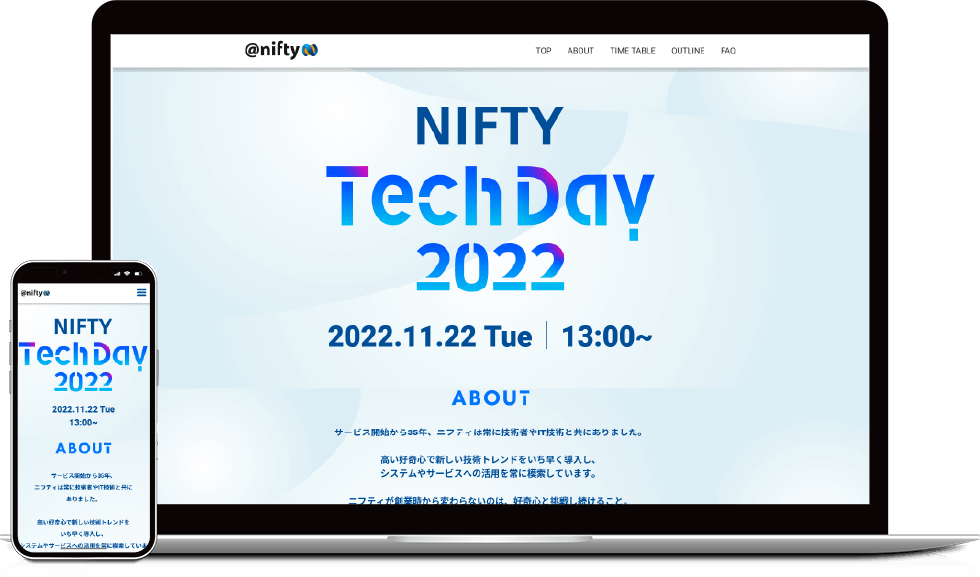 @nifty
TOP ABOUT TIME TABLE OUTLINE FAQ
NIFTY
TechDay
2022
2022.11.22 Tue 13:00~
ABOUT
サービス開始から35年、ニフティは常に技術者やIT技術と共にありました。
高い好奇心で新しい技術トレンドをいち早く導入し、
システムやサービスへの活用を常に模索しています。
ニフティが創業時から変わらないのは、好奇心と挑戦し続けること。
@nifty
NIFTY
TechDay
2022
2022.11.22 Tue
13:00~
ABOUT
サービス開始から35年、
ニフティは常に技術者やIT技術と共に
ありました。
高い好奇心で新しい技術トレンドを
いち早く導入し、
システムやサービスへの活用を常に模索していま